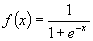 f(x) = 1 / (1 + e^{-x})